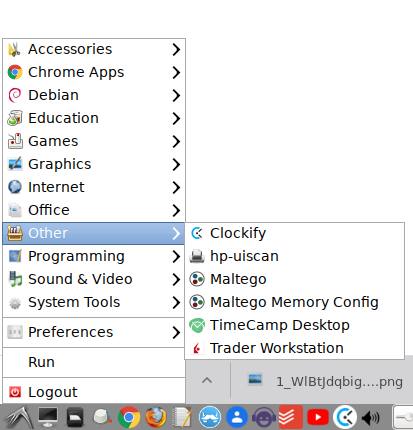 Accessories
Chrome Apps
Debian
Education
Games
Graphics
Internet
Office
Other
Programming
Sound & Video
System Tools
Preferences
Run
Logout
Clockify
hp-uiscan
Maltego
Maltego Memory Config
TimeCamp Desktop
Trader Workstation
1_WlBtJdqbig....png